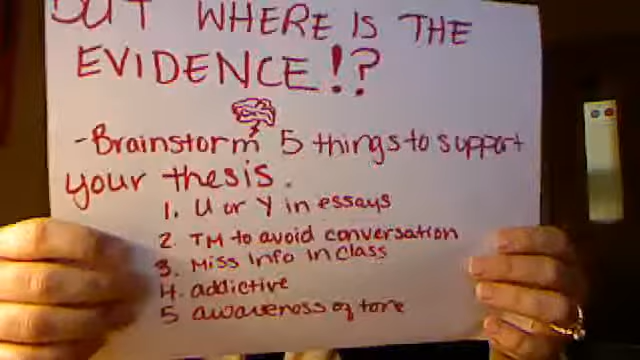 BUT WHERE IS THE
EVIDENCE!?
-Brainstorm 5 things to support
your thesis.
1. U or Y in essays
2. TM to avoid conversation
3. Miss Info in class
4. addictive
5 awareness of tone